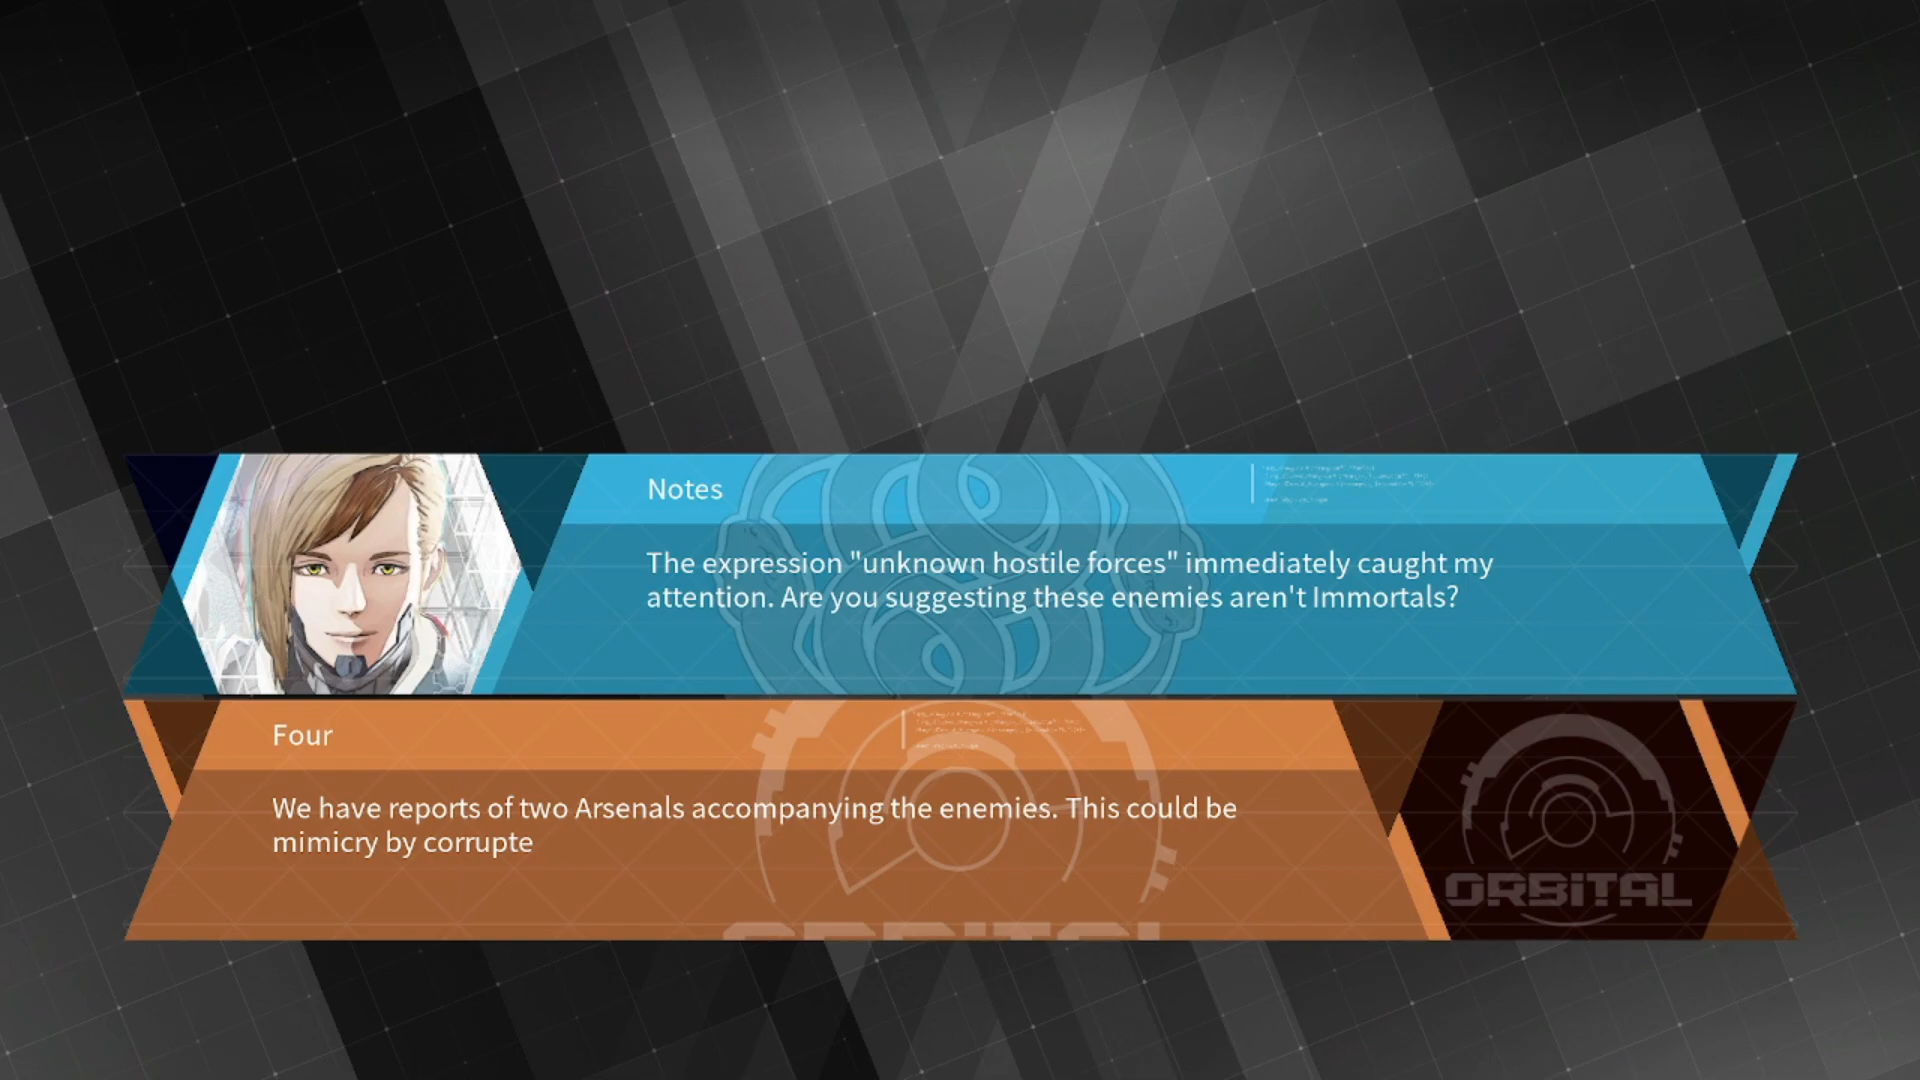 Notes
The expression "unknown hostile forces" immediately caught my
attention. Are you suggesting these enemies aren't Immortals?
Four
We have reports of two Arsenals accompanying the enemies. This could be
mimicry by corrupte
ORBITAL
ORBITAL